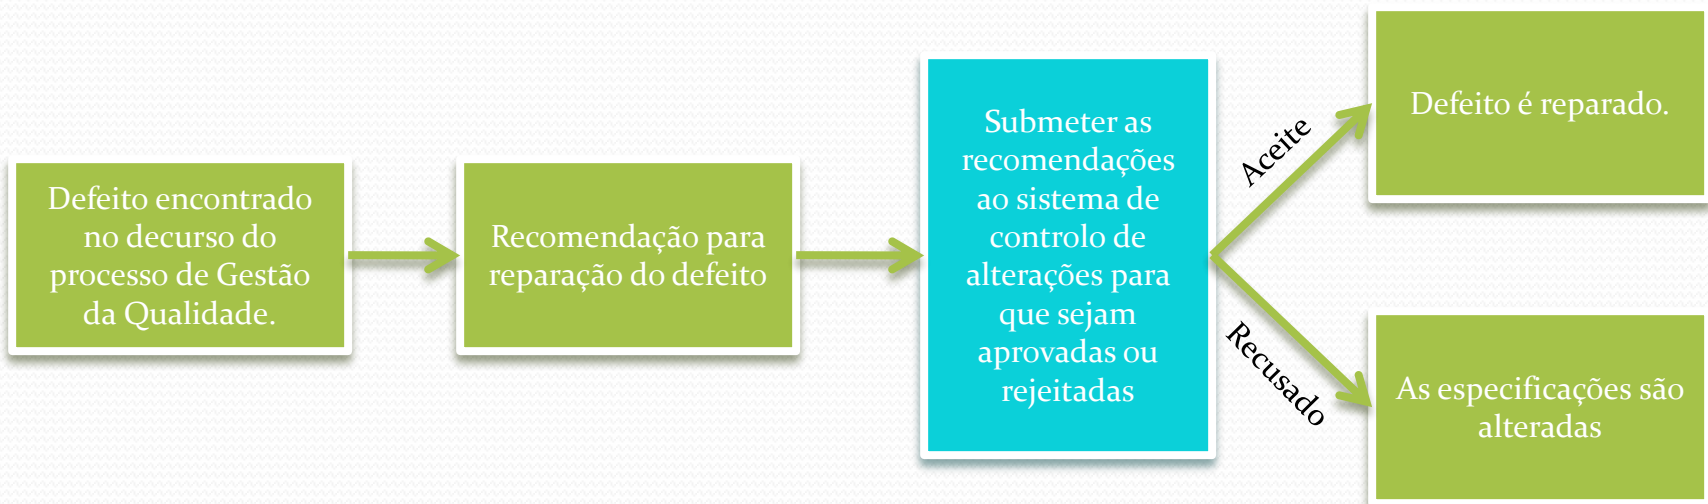 Defeito encontrado
no decurso do
processo de Gestão
da Qualidade.
Recomendação para
reparação do defeito
Submeter as
recomendações
ao sistema de
controlo de
alterações para
que sejam
aprovadas ou
rejeitadas
Aceite
Defeito é reparado.
Recusado
As especificações são
alteradas